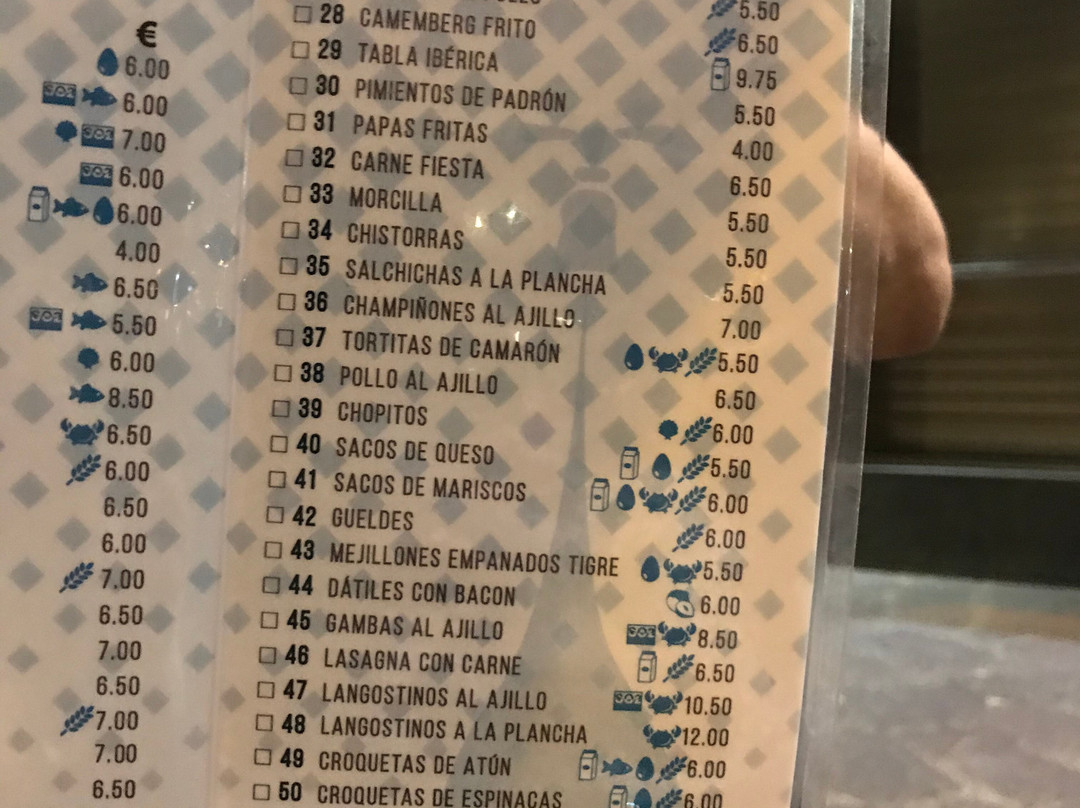 €
6.00
SO2 6.00
SO2 7.00
SO2 6.00
6.00
4.00
6.50
SO2 5.50
6.00
8.50
6.50
6.00
6.50
6.00
7.00
6.50
7.00
6.50
7.00
7.00
6.50
5.50
28 CAMEMBERG FRITO 6.50
29 TABLA IBÉRICA 9.75
30 PIMIENTOS DE PADRÓN 5.50
31 PAPAS FRITAS 4.00
32 CARNE FIESTA 6.50
33 MORCILLA 5.50
34 CHISTORRAS 5.50
35 SALCHICHAS A LA PLANCHA 5.50
36 CHAMPIÑONES AL AJILLO 7.00
37 TORTITAS DE CAMARÓN 5.50
38 POLLO AL AJILLO 6.50
39 CHOPITOS 6.00
40 SACOS DE QUESO 5.50
41 SACOS DE MARISCOS 6.00
42 GUELDES 6.00
43 MEJILLONES EMPANADOS TIGRE 5.50
44 DÁTILES CON BACON 6.00
45 GAMBAS AL AJILLO SO2 8.50
46 LASAGNA CON CARNE 6.50
47 LANGOSTINOS AL AJILLO SO2 10.50
48 LANGOSTINOS A LA PLANCHA 12.00
49 CROQUETAS DE ATÚN 6.00
50 CROQUETAS DE ESPINACAS 6.00